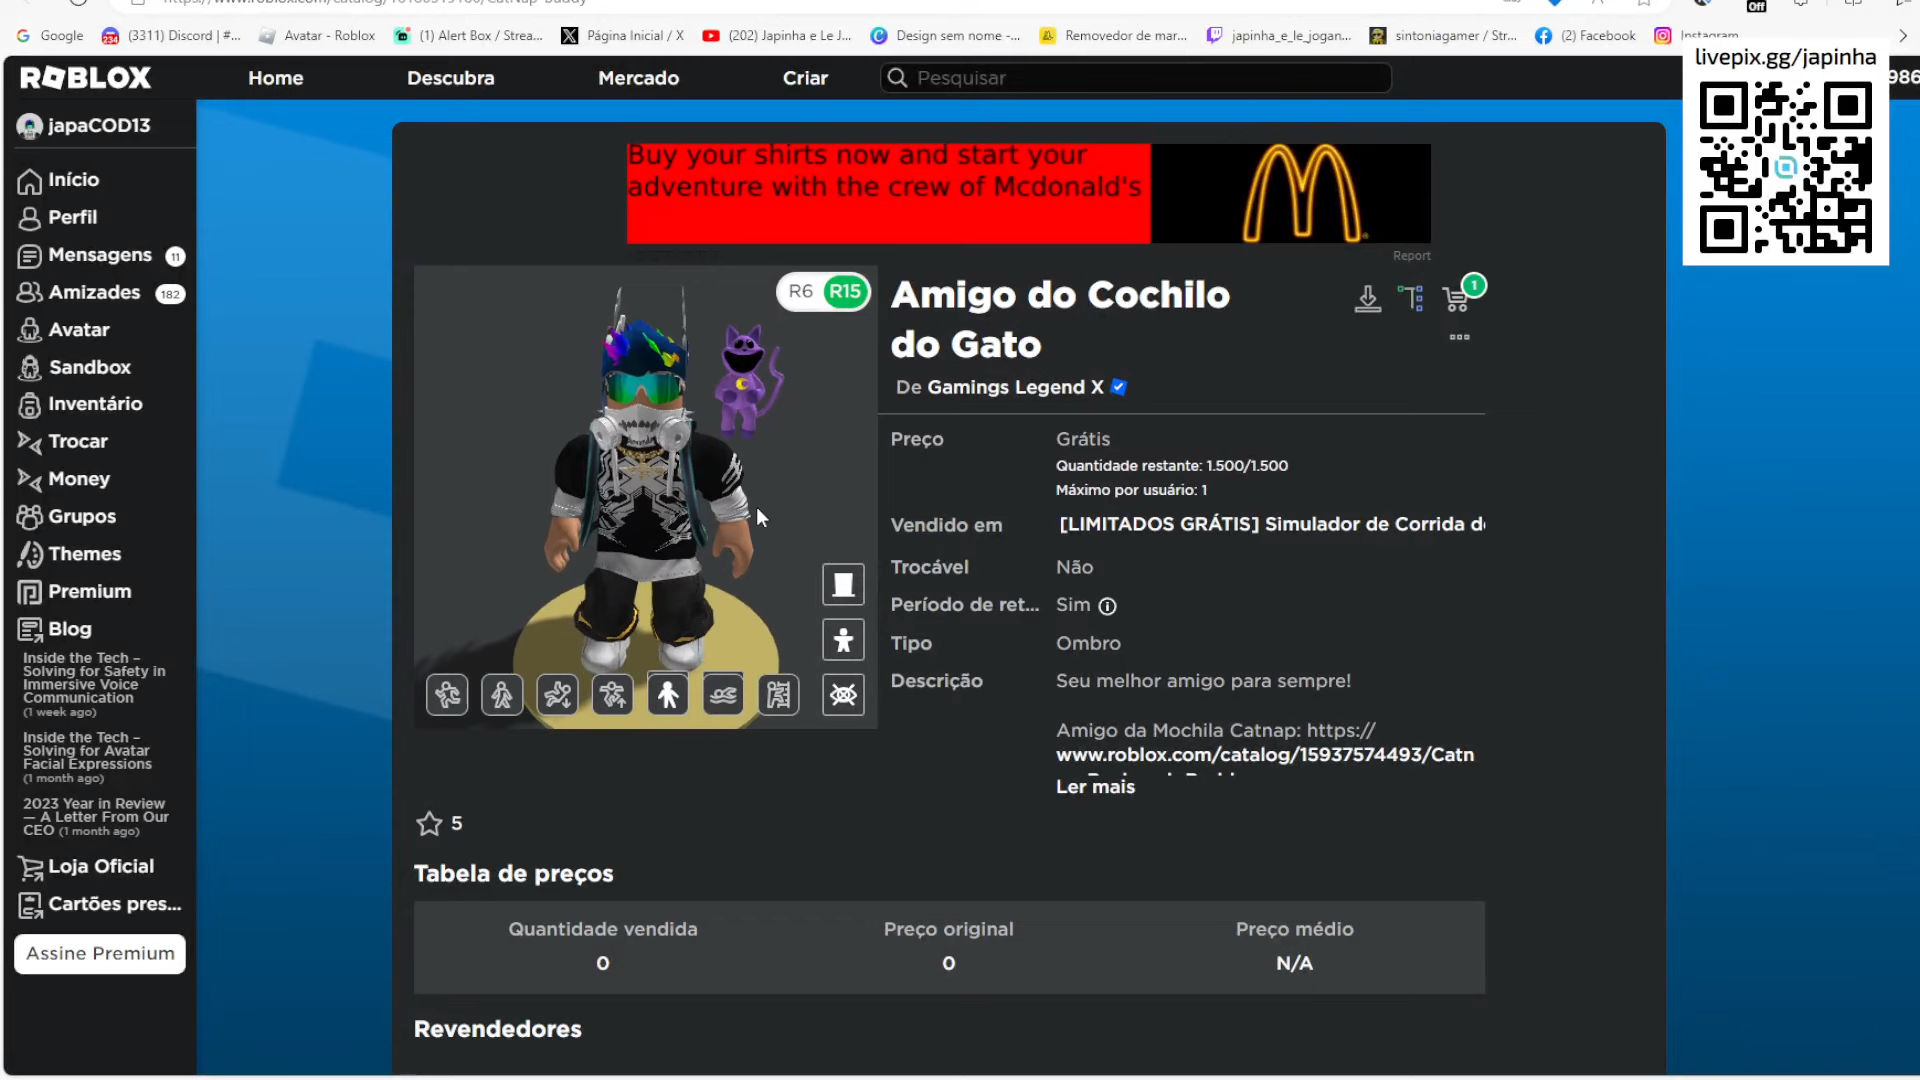 Google
(3311) Discord | #...
Avatar - Roblox
(1) Alert Box / Strea...
Página Inicial / X
(202) Japinha e Le J...
Design sem nome -...
Removedor de mar...
japinha_e_le_jogan...
sintoniagamer / Str...
(2) Facebook
Instagram
Off
234
livepix.gg/japinha
ROBLOX
Home
Descubra
Mercado
Criar
Pesquisar
986
japaCOD13
Início
Perfil
Mensagens 11
Amizades 182
Avatar
Sandbox
Inventário
Trocar
Money
Grupos
Themes
Premium
Blog
Inside the Tech –
Solving for Safety in
Immersive Voice
Communication
(1 week ago)
Inside the Tech –
Solving for Avatar
Facial Expressions
(1 month ago)
2023 Year in Review
— A Letter From Our
CEO (1 month ago)
Loja Oficial
Cartões pres...
Assine Premium
Buy your shirts now and start your
adventure with the crew of Mcdonald's
Report
R6 R15
Amigo do Cochilo
do Gato
1
De Gamings Legend X
Preço Grátis
Quantidade restante: 1.500/1.500
Máximo por usuário: 1
Vendido em [LIMITADOS GRÁTIS] Simulador de Corrida d
Trocável Não
Período de ret... Sim
Tipo Ombro
Descrição Seu melhor amigo para sempre!
Amigo da Mochila Catnap: https://
www.roblox.com/catalog/15937574493/Catn
Ler mais
5
Tabela de preços
Quantidade vendida Preço original Preço médio
0 0 N/A
Revendedores